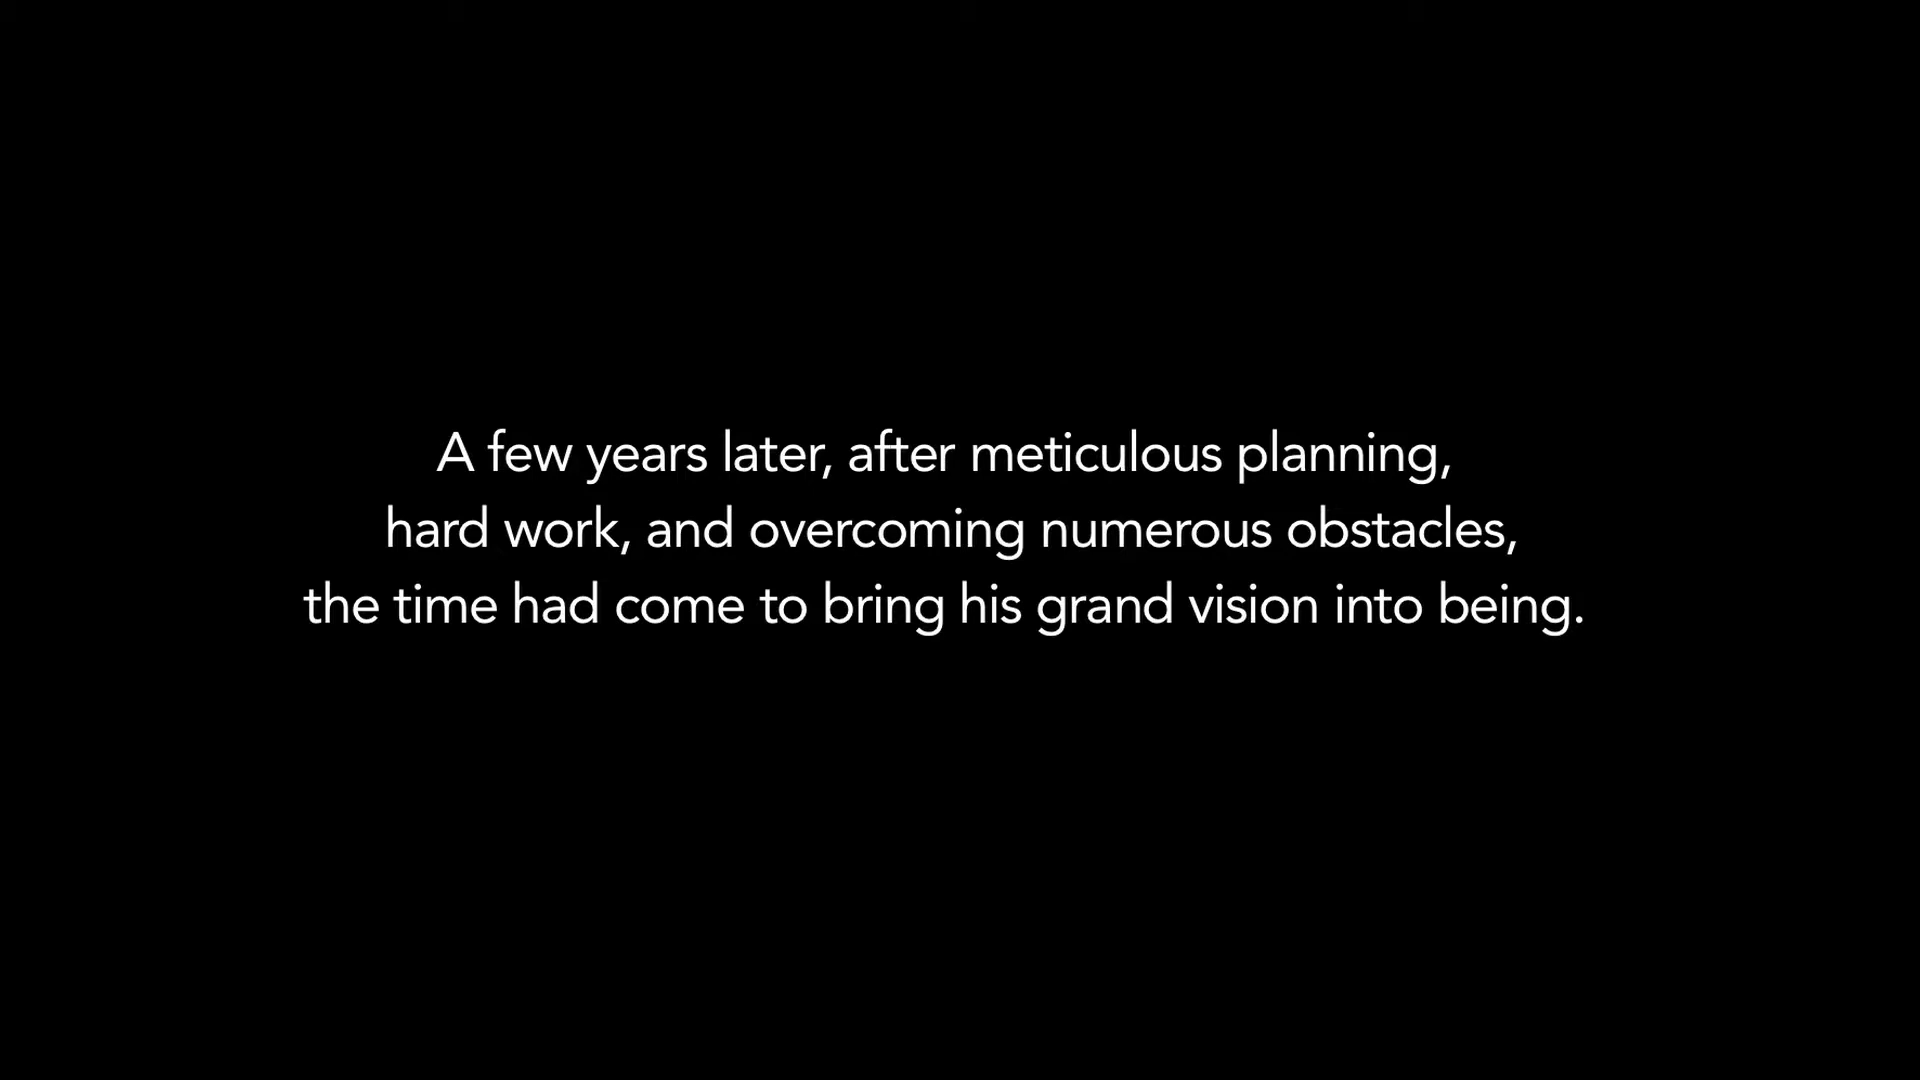 A few years later, after meticulous planning,
hard work, and overcoming numerous obstacles,
the time had come to bring his grand vision into being.